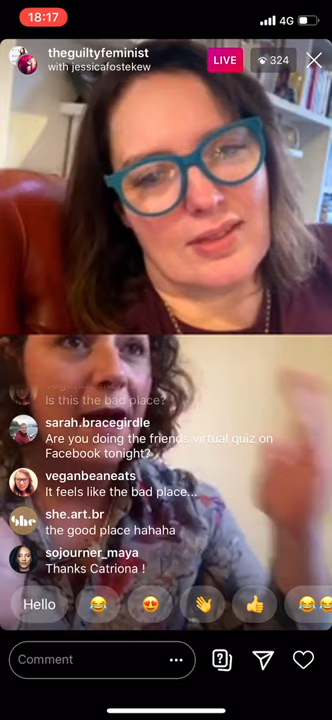 18:17
4G
theguiltyfeminist
with jessicafostekew
LIVE
324
Is this the bad place?
sarah.bracegirdle
Are you doing the friends virtual quiz on
Facebook tonight?
veganbeaneats
It feels like the bad place...
she.art.br
the good place hahaha
sojourner_maya
Thanks Catriona !
Hello
Comment